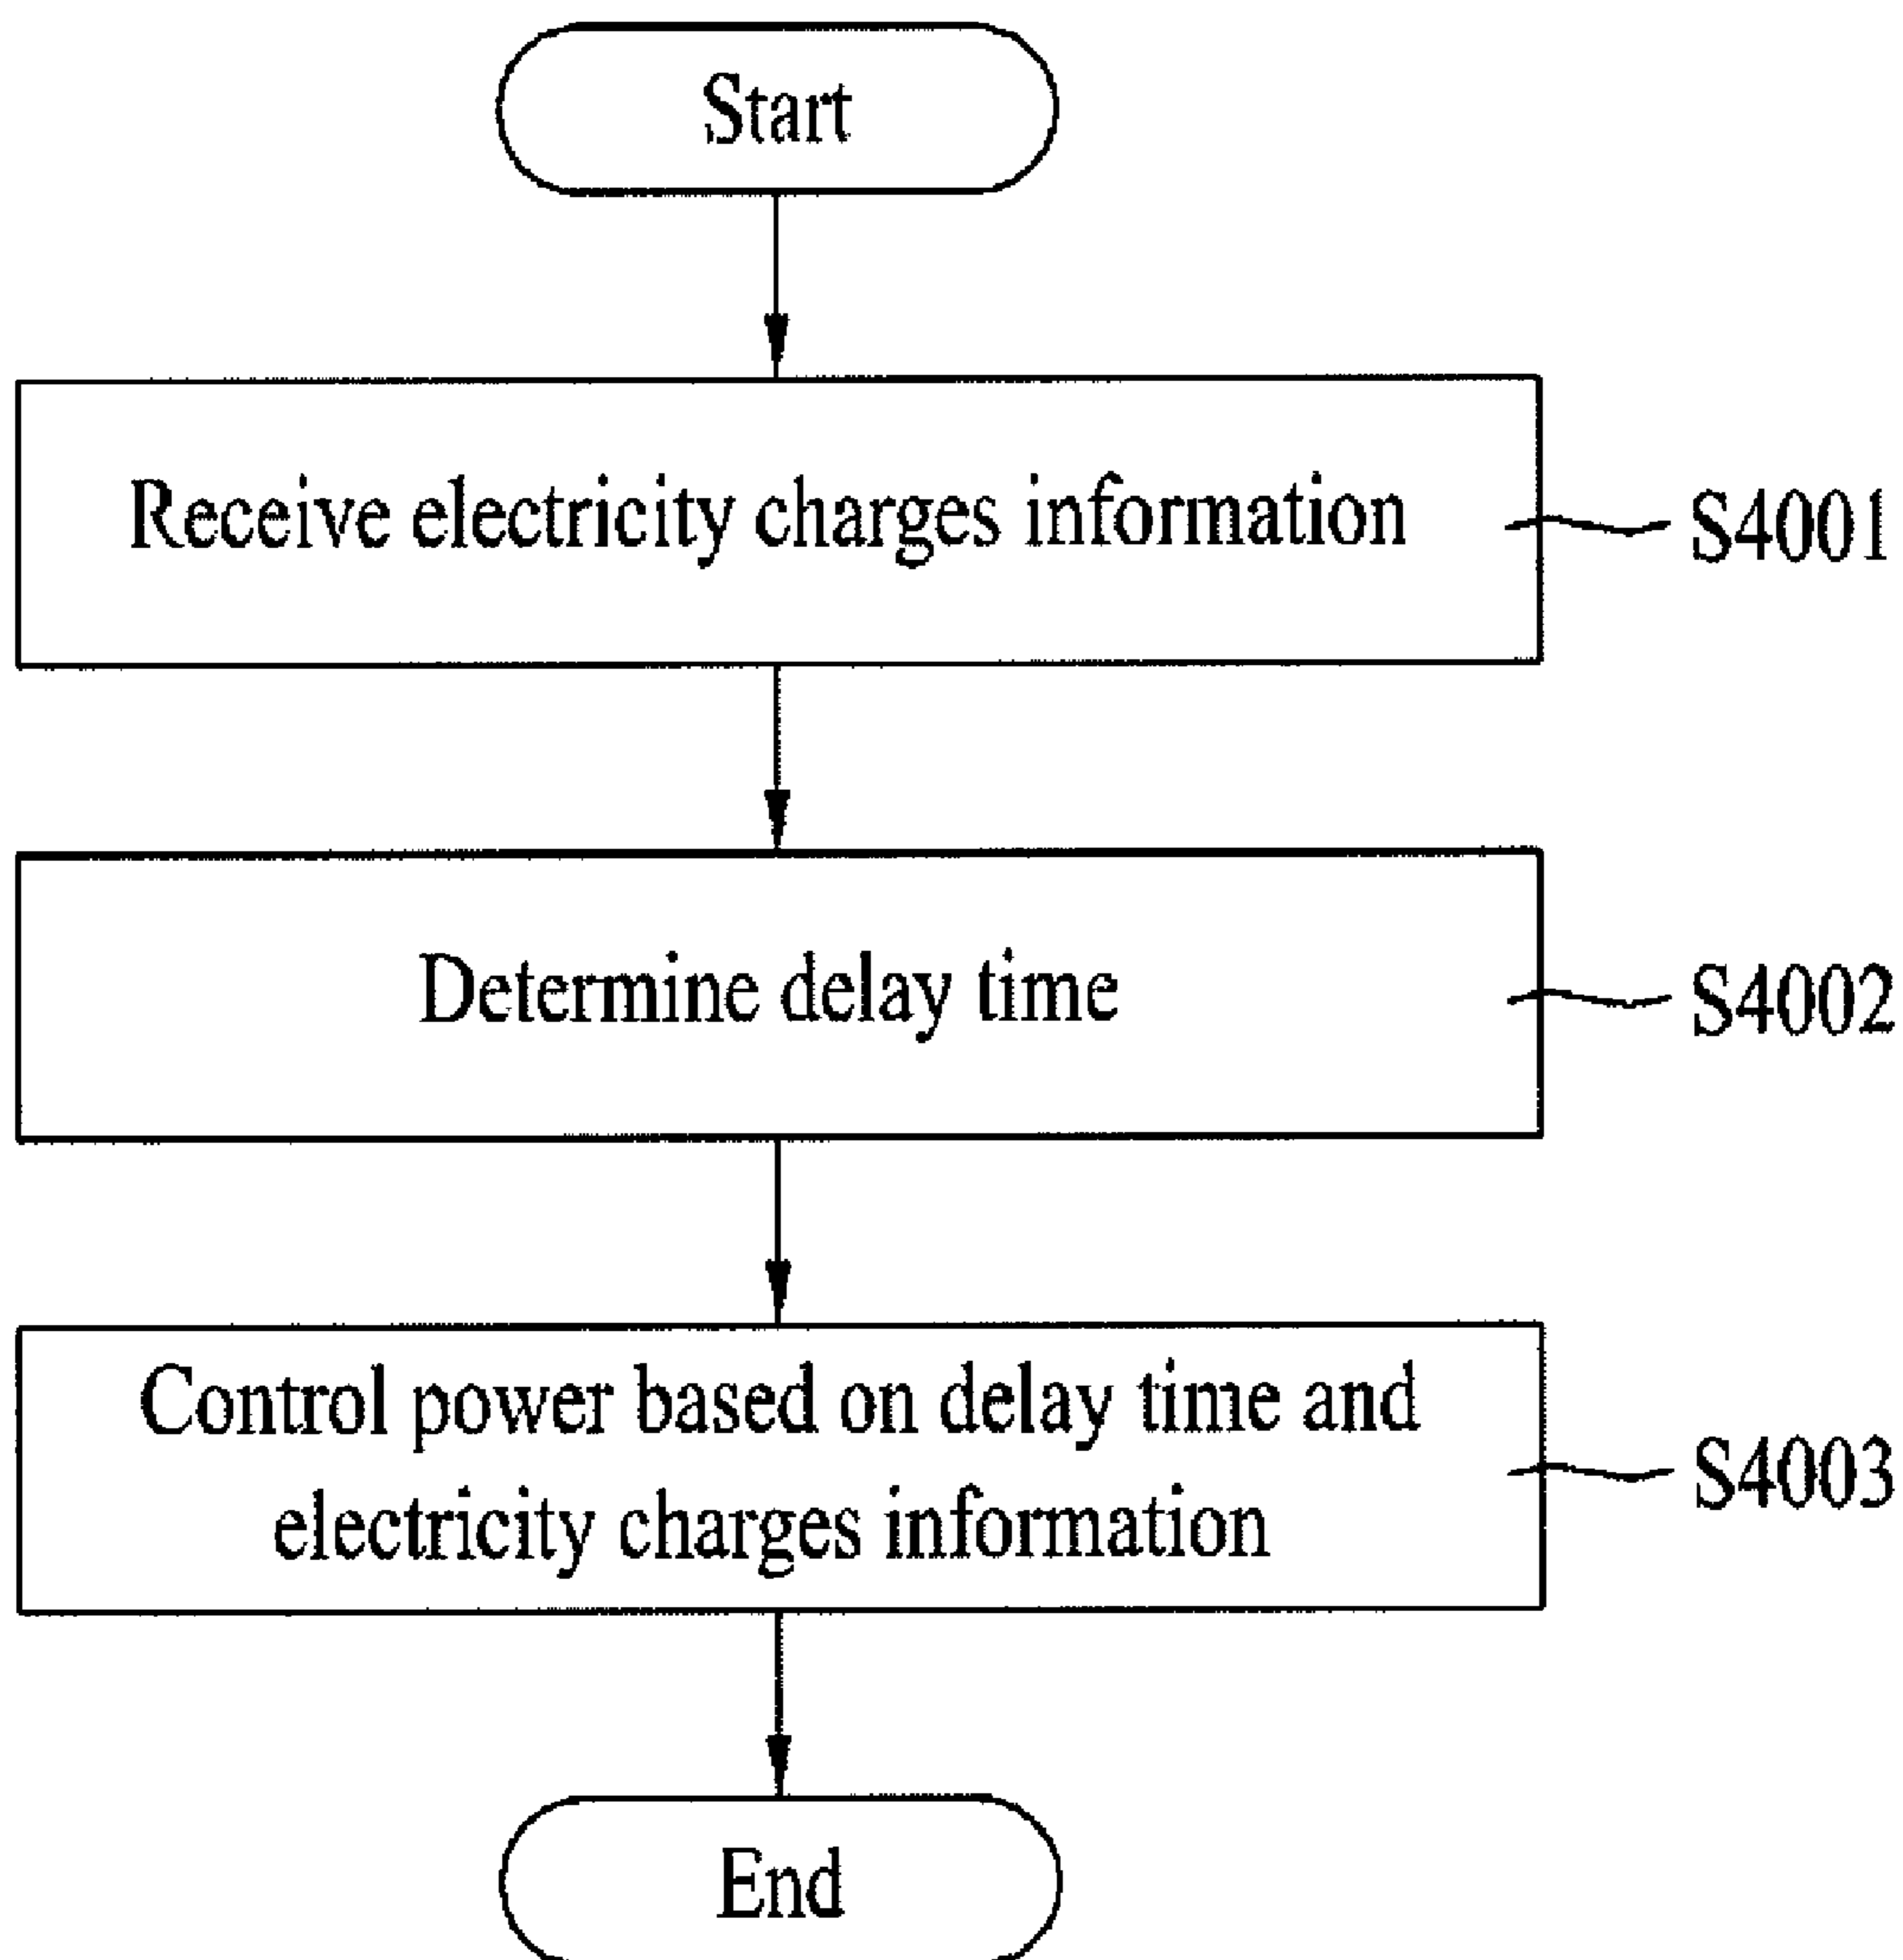 Start
Receive electricity charges information
S4001
Determine delay time
S4002
Control power based on delay time and
electricity charges information
S4003
End